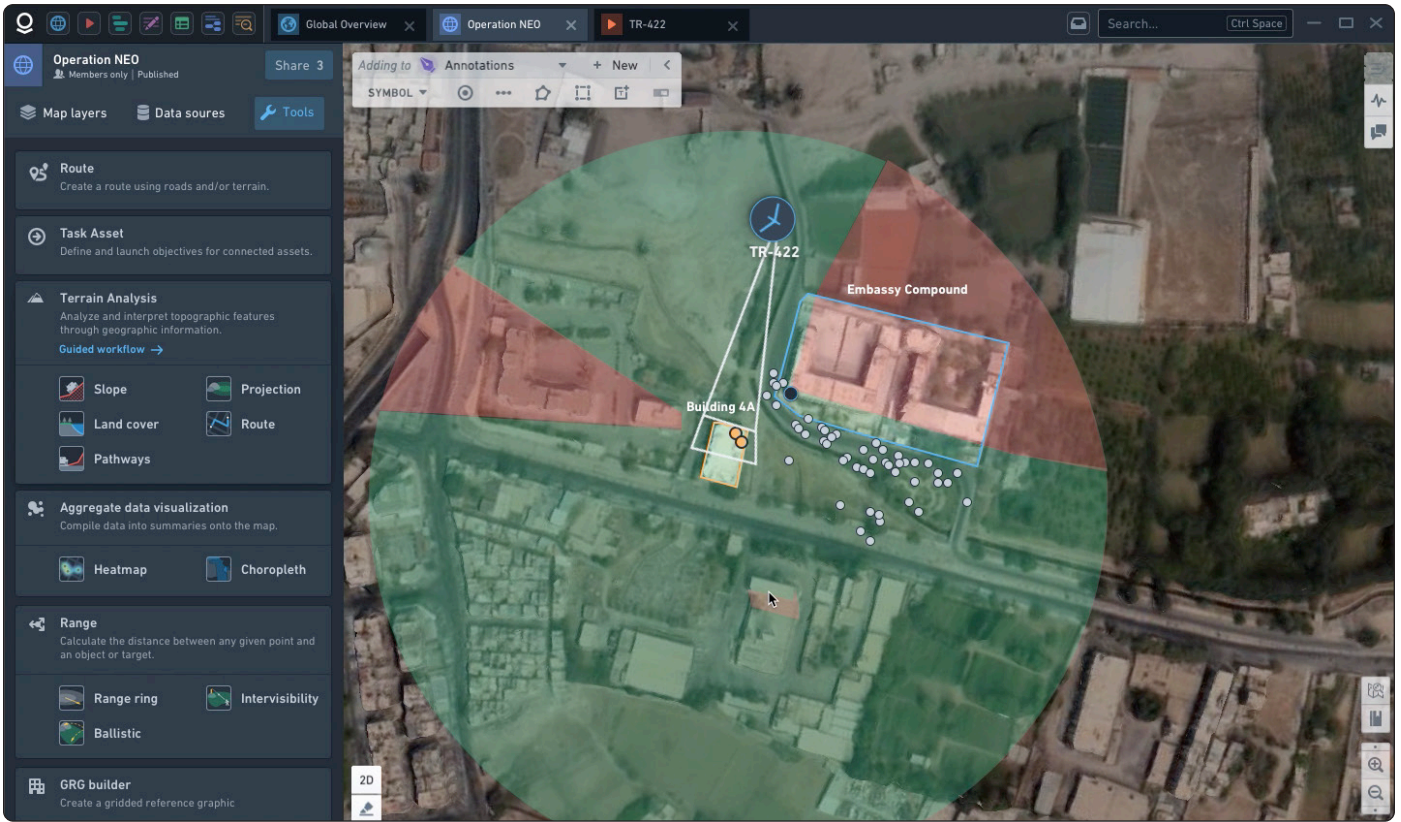 Global Overview
Operation NEO
TR-422
Search...
Ctrl Space
Operation NEO
Members only | Published
Share 3
Map layers
Data soures
Tools
Route
Create a route using roads and/or terrain.
Task Asset
Define and launch objectives for connected assets.
Terrain Analysis
Analyze and interpret topographic features
through geographic information.
Guided workflow →
Slope
Projection
Land cover
Route
Pathways
Aggregate data visualization
Compile data into summaries onto the map.
Heatmap
Choropleth
Range
Calculate the distance between any given point and
an object or target.
Range ring
Intervisibility
Ballistic
GRG builder
Create a gridded reference graphic
Adding to
Annotations
+ New
SYMBOL
TR-422
Embassy Compound
Building 4A
2D